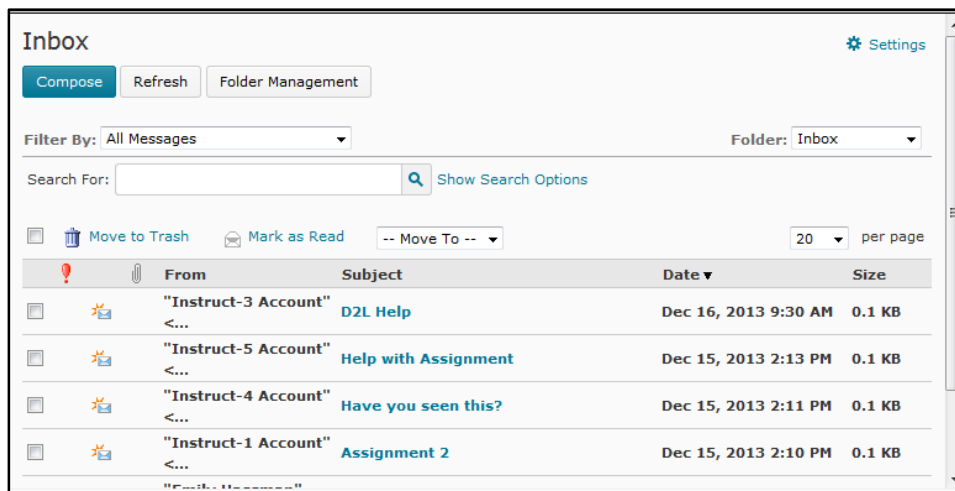 Inbox
Settings
Compose Refresh Folder Management
Filter By: All Messages Folder: Inbox
Search For: Show Search Options
Move to Trash Mark as Read -- Move To -- 20 per page
From Subject Date Size
"Instruct-3 Account" <... D2L Help Dec 16, 2013 9:30 AM 0.1 KB
"Instruct-5 Account" <... Help with Assignment Dec 15, 2013 2:13 PM 0.1 KB
"Instruct-4 Account" <... Have you seen this? Dec 15, 2013 2:11 PM 0.1 KB
"Instruct-1 Account" <... Assignment 2 Dec 15, 2013 2:10 PM 0.1 KB